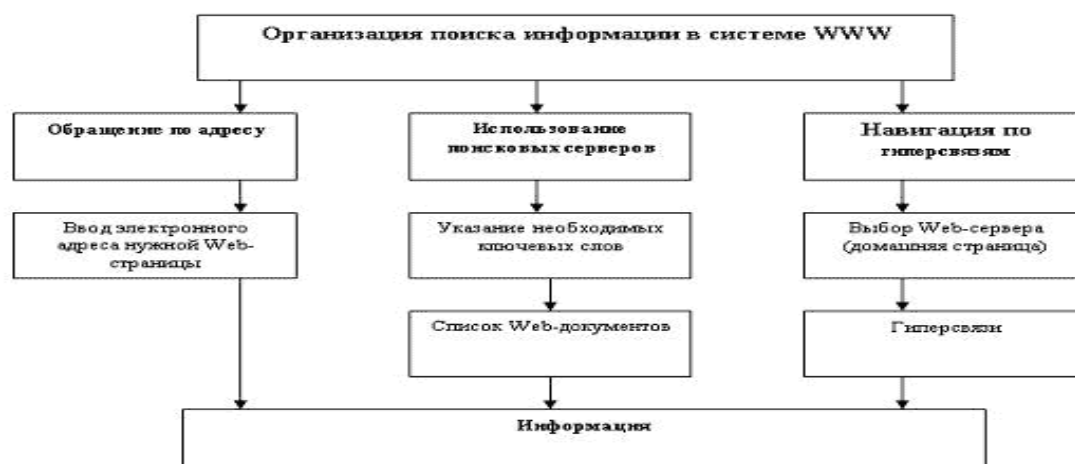 Организация поиска информации в системе WWW
Обращение по адресу
Использование
поисковых серверов
Навигация по
гиперсвязям
Ввод электронного
адреса нужной Web-
страницы
Указание необходимых
ключевых слов
Выбор Web-сервера
(домашняя страница)
Список Web-документов
Гиперсвязи
Информация